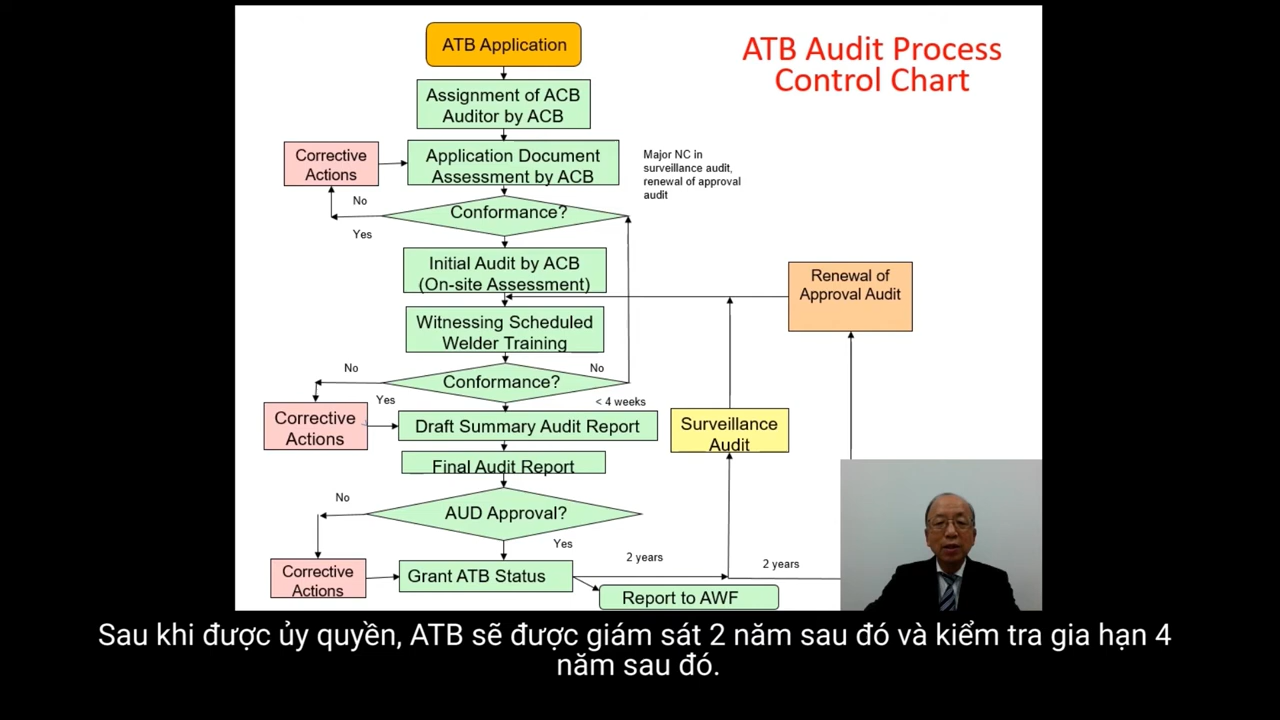 ATB Application
ATB Audit Process
Control Chart
Assignment of ACB
Auditor by ACB
Corrective
Actions
Application Document
Assessment by ACB
Major NC in
surveillance audit,
renewal of approval
audit
No
Conformance?
Yes
Initial Audit by ACB
(On-site Assessment)
Renewal of
Approval Audit
Witnessing Scheduled
Welder Training
No
No
Conformance?
Yes
< 4 weeks
Corrective
Actions
Draft Summary Audit Report
Surveillance
Audit
Final Audit Report
No
AUD Approval?
Yes
2 years
2 years
Corrective
Actions
Grant ATB Status
Report to AWF
Sau khi được ủy quyền, ATB sẽ được giám sát 2 năm sau đó và kiểm tra gia hạn 4
năm sau đó.